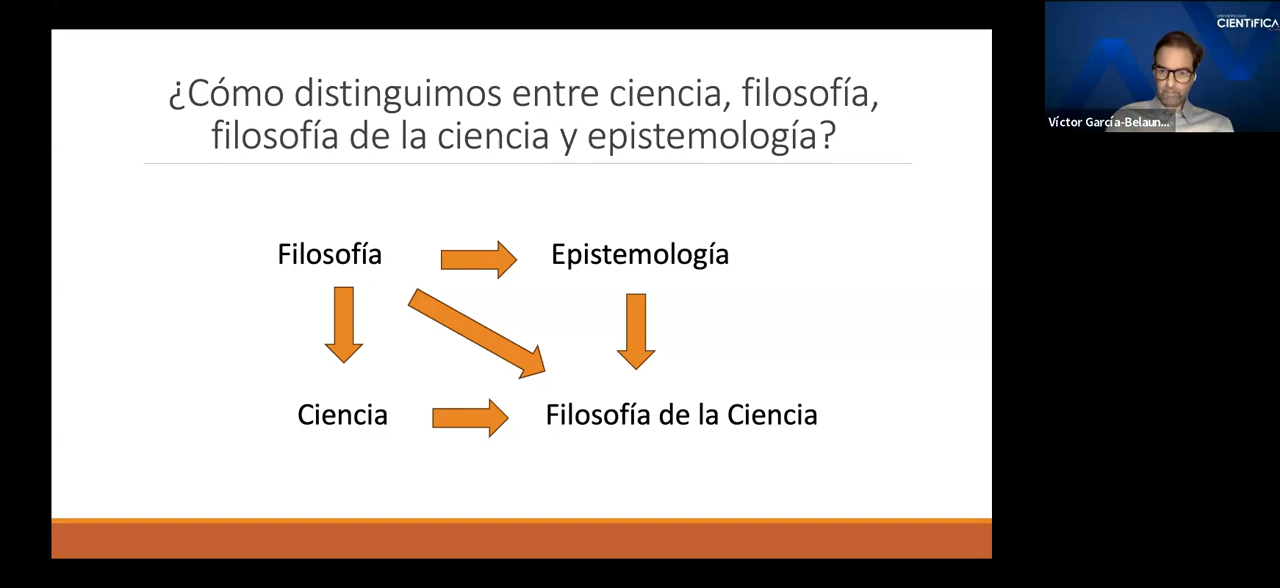 ¿Cómo distinguimos entre ciencia, filosofía,
filosofía de la ciencia y epistemología?
Filosofía
Epistemología
Ciencia
Filosofía de la Ciencia
CIENTÍFICA
Víctor García-Belaun...